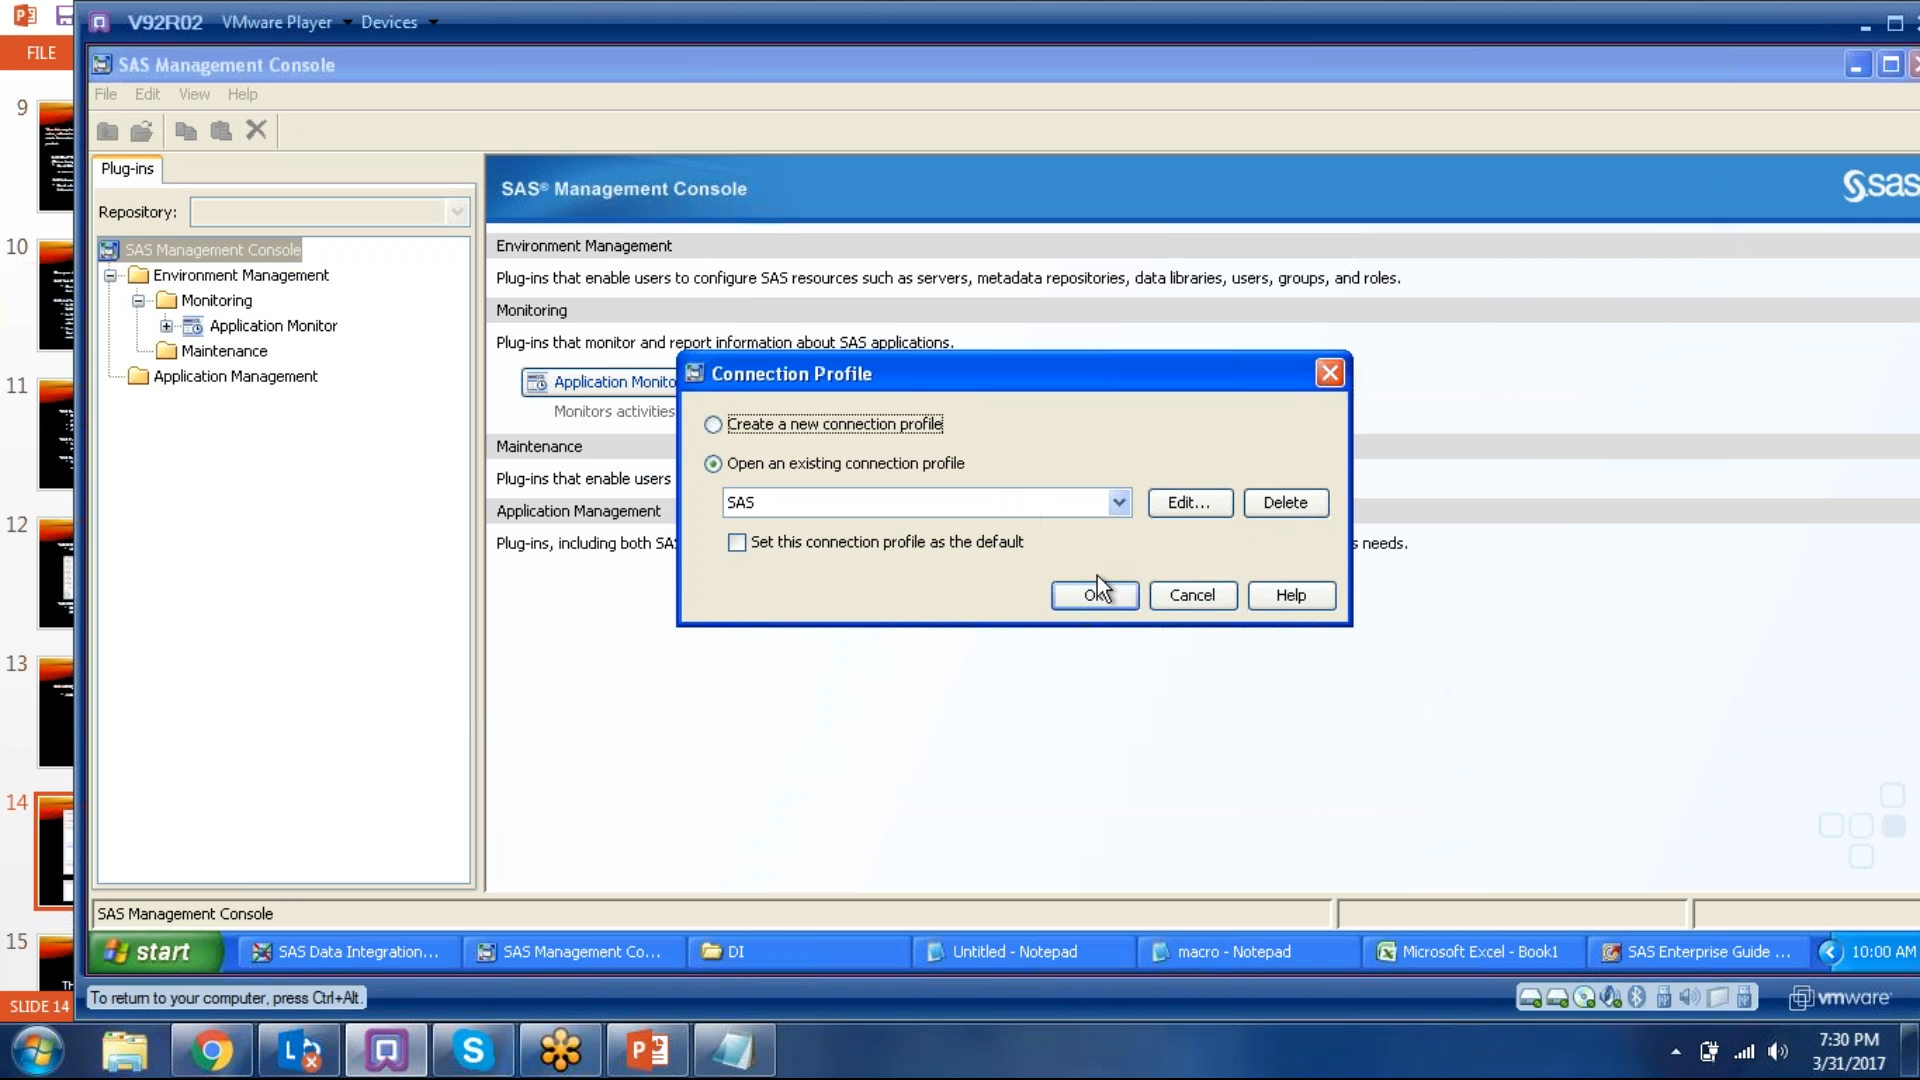 V92R02 VMware Player Devices
FILE
SAS Management Console
File Edit View Help
Plug-ins
Repository:
SAS Management Console
Environment Management
Monitoring
Application Monitor
Maintenance
Application Management
SAS® Management Console
sas
Environment Management
Plug-ins that enable users to configure SAS resources such as servers, metadata repositories, data libraries, users, groups, and roles.
Monitoring
Plug-ins that monitor and report information about SAS applications.
Application Monito
Monitors activities
Maintenance
Plug-ins that enable users
Application Management
Plug-ins, including both SA
s needs.
Connection Profile
Create a new connection profile
Open an existing connection profile
SAS
Edit...
Delete
Set this connection profile as the default
OK
Cancel
Help
9
10
11
12
13
14
15
TH
SLIDE 14
SAS Management Console
start
SAS Data Integration...
SAS Management Co...
DI
Untitled - Notepad
macro - Notepad
Microsoft Excel - Book1
SAS Enterprise Guide ...
10:00 AM
To return to your computer, press Ctrl+Alt.
vmware
7:30 PM
3/31/2017